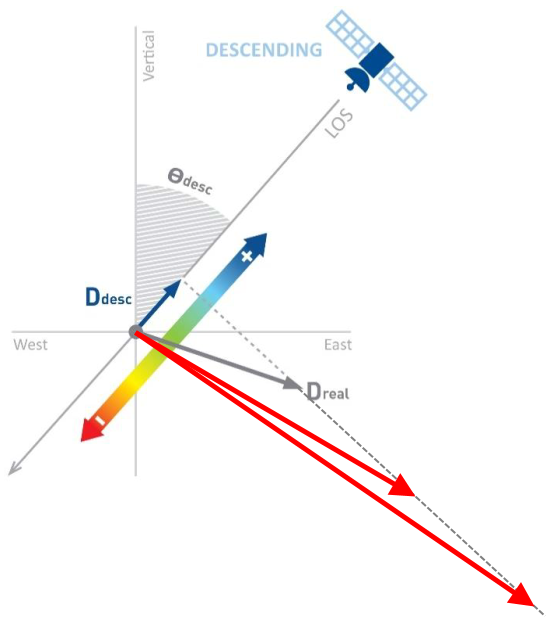 DESCENDING
Vertical
LOS
Θdesc
+
Ddesc
West
East
Dreal
-